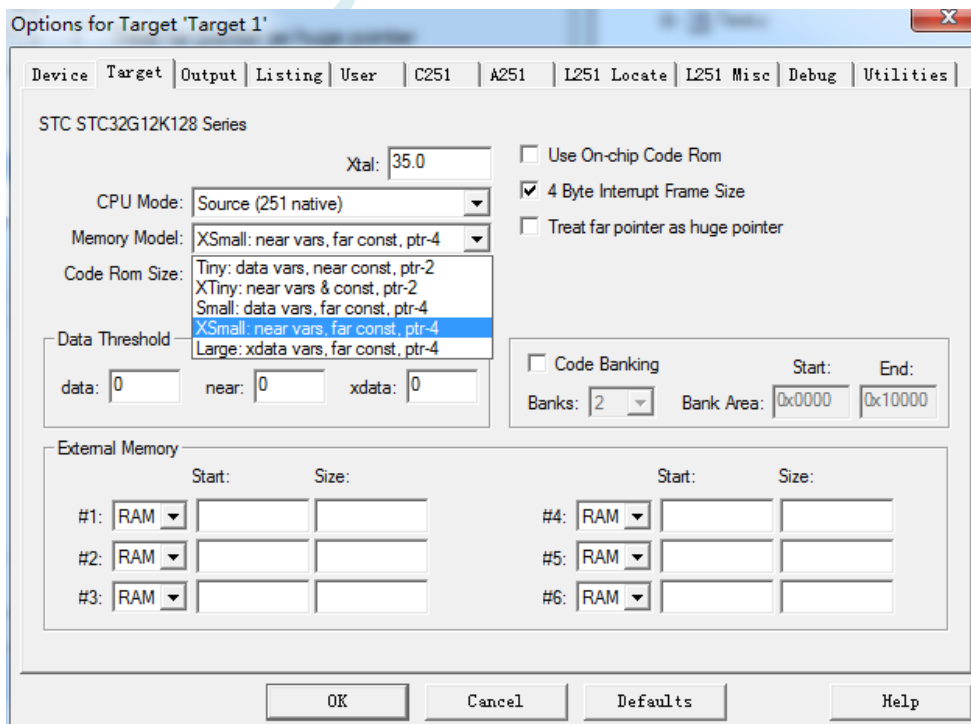 Options for Target 'Target 1'
Device Target Output Listing User C251 A251 L251 Locate L251 Misc Debug Utilities
STC STC32G12K128 Series
Xtal: 35.0
Use On-chip Code Rom
CPU Mode: Source (251 native)
4 Byte Interrupt Frame Size
Memory Model: XSmall: near vars, far const, ptr-4
Treat far pointer as huge pointer
Code Rom Size:
Tiny: data vars, near const, ptr-2
XTiny: near vars & const, ptr-2
Small: data vars, far const, ptr-4
XSmall: near vars, far const, ptr-4
Large: xdata vars, far const, ptr-4
Data Threshold
data: 0 near: 0 xdata: 0
Code Banking Start: End:
Banks: 2 Bank Area: 0x0000 0x10000
External Memory
Start: Size: Start: Size:
#1: RAM #4: RAM
#2: RAM #5: RAM
#3: RAM #6: RAM
OK Cancel Defaults Help